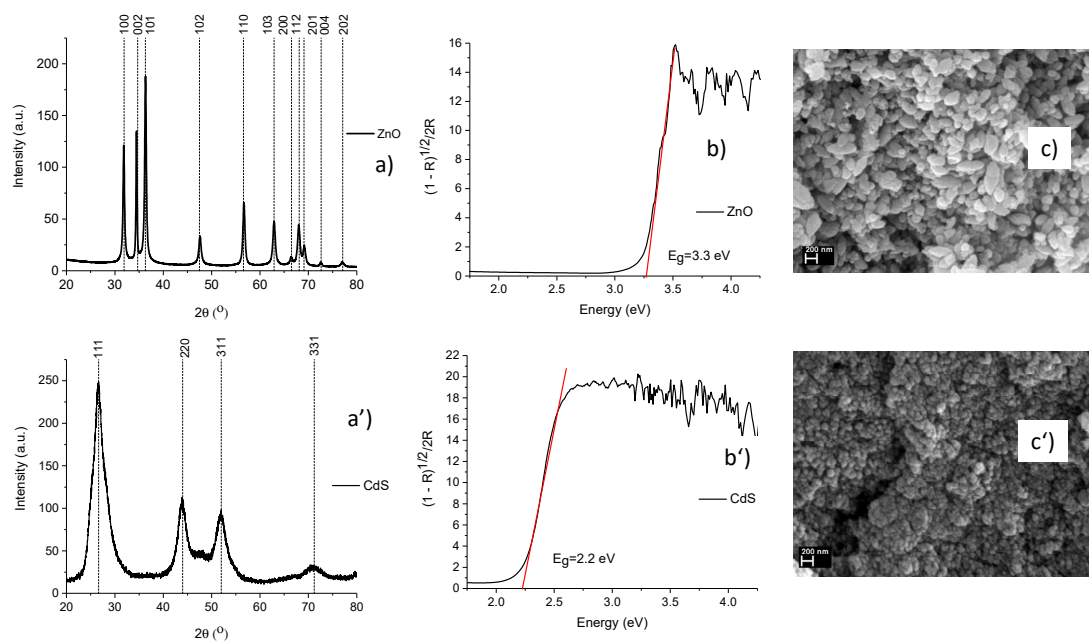 100
002
101
102
110
103
200
112
201
004
202
200
150
100
50
0
Intensity (a.u.)
ZnO
a)
20 30 40 50 60 70 80
2θ (°)
16
14
12
10
8
6
4
2
0
(1 - R)^1/2/2R
b)
ZnO
Eg=3.3 eV
2.0 2.5 3.0 3.5 4.0
Energy (eV)
c)
200 nm
111
220
311
331
250
200
150
100
50
0
Intensity (a.u.)
a')
CdS
20 30 40 50 60 70 80
2θ (°)
22
20
18
16
14
12
10
8
6
4
2
0
(1 - R)^1/2/2R
b')
CdS
Eg=2.2 eV
2.0 2.5 3.0 3.5 4.0
Energy (eV)
c')
200 nm